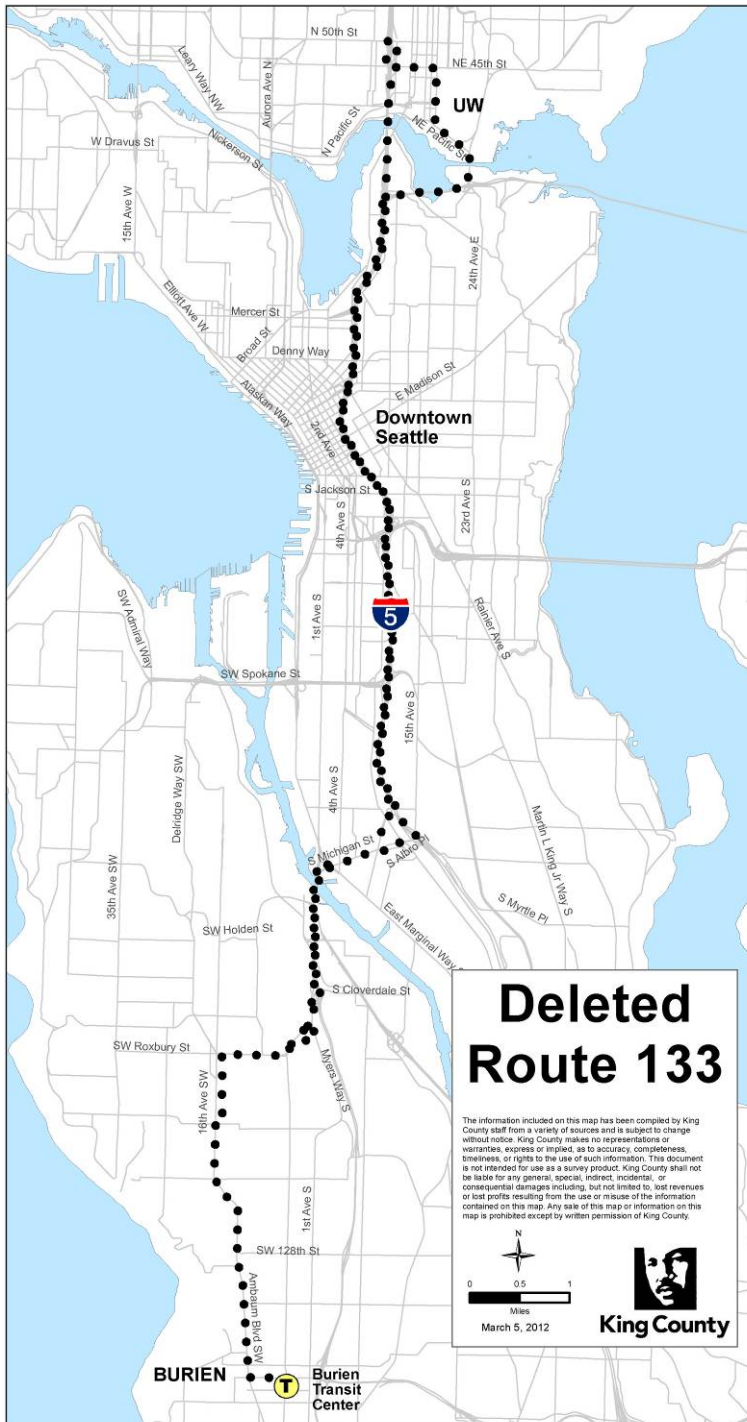 N 50th St
NE 45th St
Leary Way NW
Aurora Ave N
UW
N Pacific St
NE Pacific St
W Dravus St
Nickerson St
15th Ave W
24th Ave E
Elliott Ave W
Mercer St
Broad St
Denny Way
E Madison St
Alaskan Way
2nd Ave
Downtown
Seattle
S Jackson St
4th Ave S
23rd Ave S
5
SW Admiral Way
1st Ave S
Rainier Ave S
SW Spokane St
15th Ave S
Delridge Way SW
4th Ave S
35th Ave SW
S Michigan St
S Albro Pl
Martin L King Jr Way S
S Myrtle Pl
SW Holden St
East Marginal Way S
S Cloverdale St
SW Roxbury St
Myers Way S
16th Ave SW
1st Ave S
SW 128th St
Ambaum Blvd SW
BURIEN
T
Burien
Transit
Center
Deleted
Route 133
The information included on this map has been compiled by King
County staff from a variety of sources and is subject to change
without notice. King County makes no representations or
warranties, express or implied, as to accuracy, completeness,
timeliness, or rights to the use of such information. This document
is not intended for use as a survey product. King County shall not
be liable for any general, special, indirect, incidental, or
consequential damages including, but not limited to, lost revenues
or lost profits resulting from the use or misuse of the information
contained on this map. Any sale of this map or information on this
map is prohibited except by written permission of King County.
N
0 0.5 1
Miles
March 5, 2012
King County